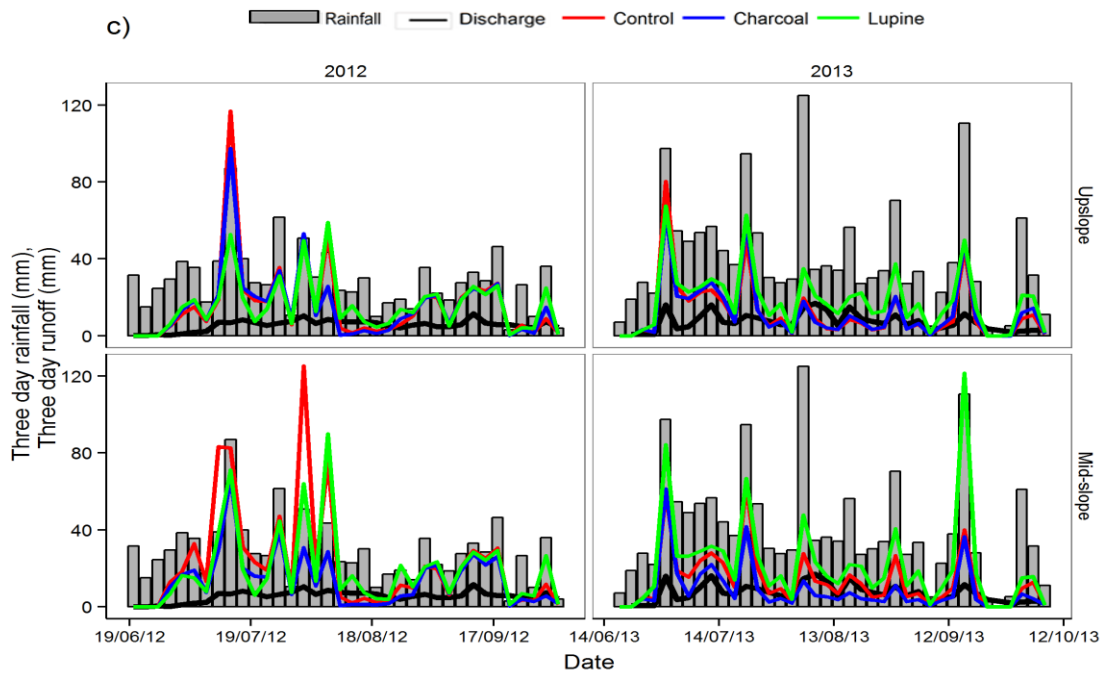 c)
Rainfall Discharge Control Charcoal Lupine
2012 2013
Three day rainfall (mm),
Three day runoff (mm)
120
80
40
0
Upslope
120
80
40
0
Mid-slope
19/06/12 19/07/12 18/08/12 17/09/12 14/06/13 14/07/13 13/08/13 12/09/13 12/10/13
Date